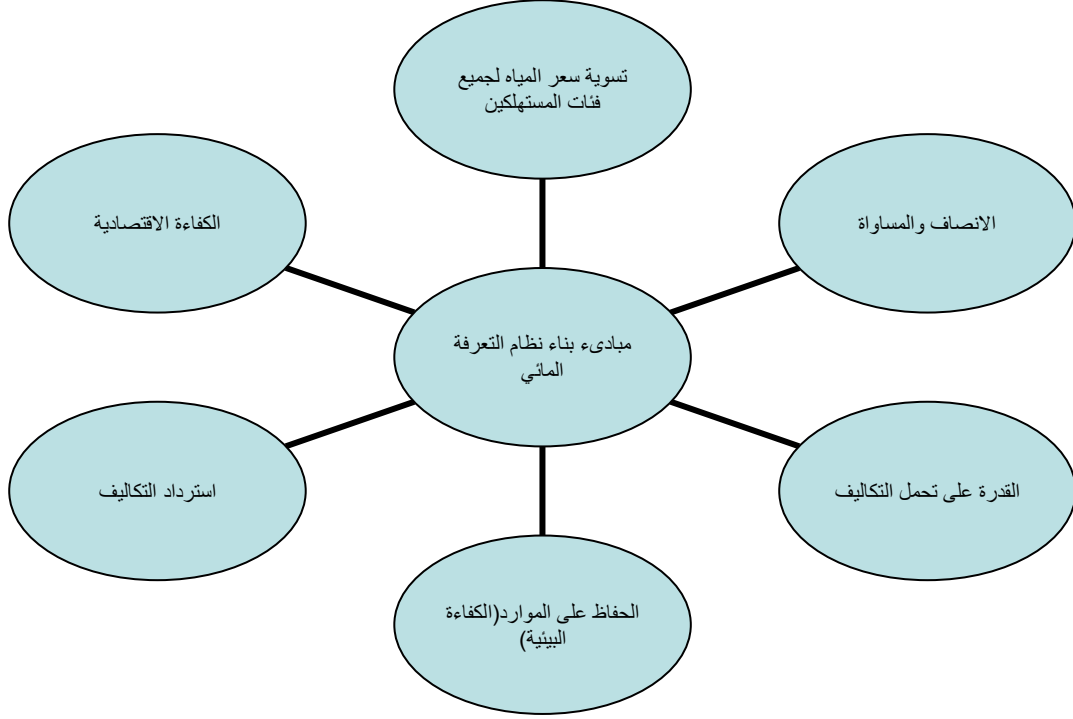 تسوية سعر المياه لجميع
فئات المستهلكين
الانصاف والمساواة
الكفاءة الاقتصادية
مبادىء بناء نظام التعرفة
المائي
القدرة على تحمل التكاليف
استرداد التكاليف
الحفاظ على الموارد(الكفاءة
البيئية)